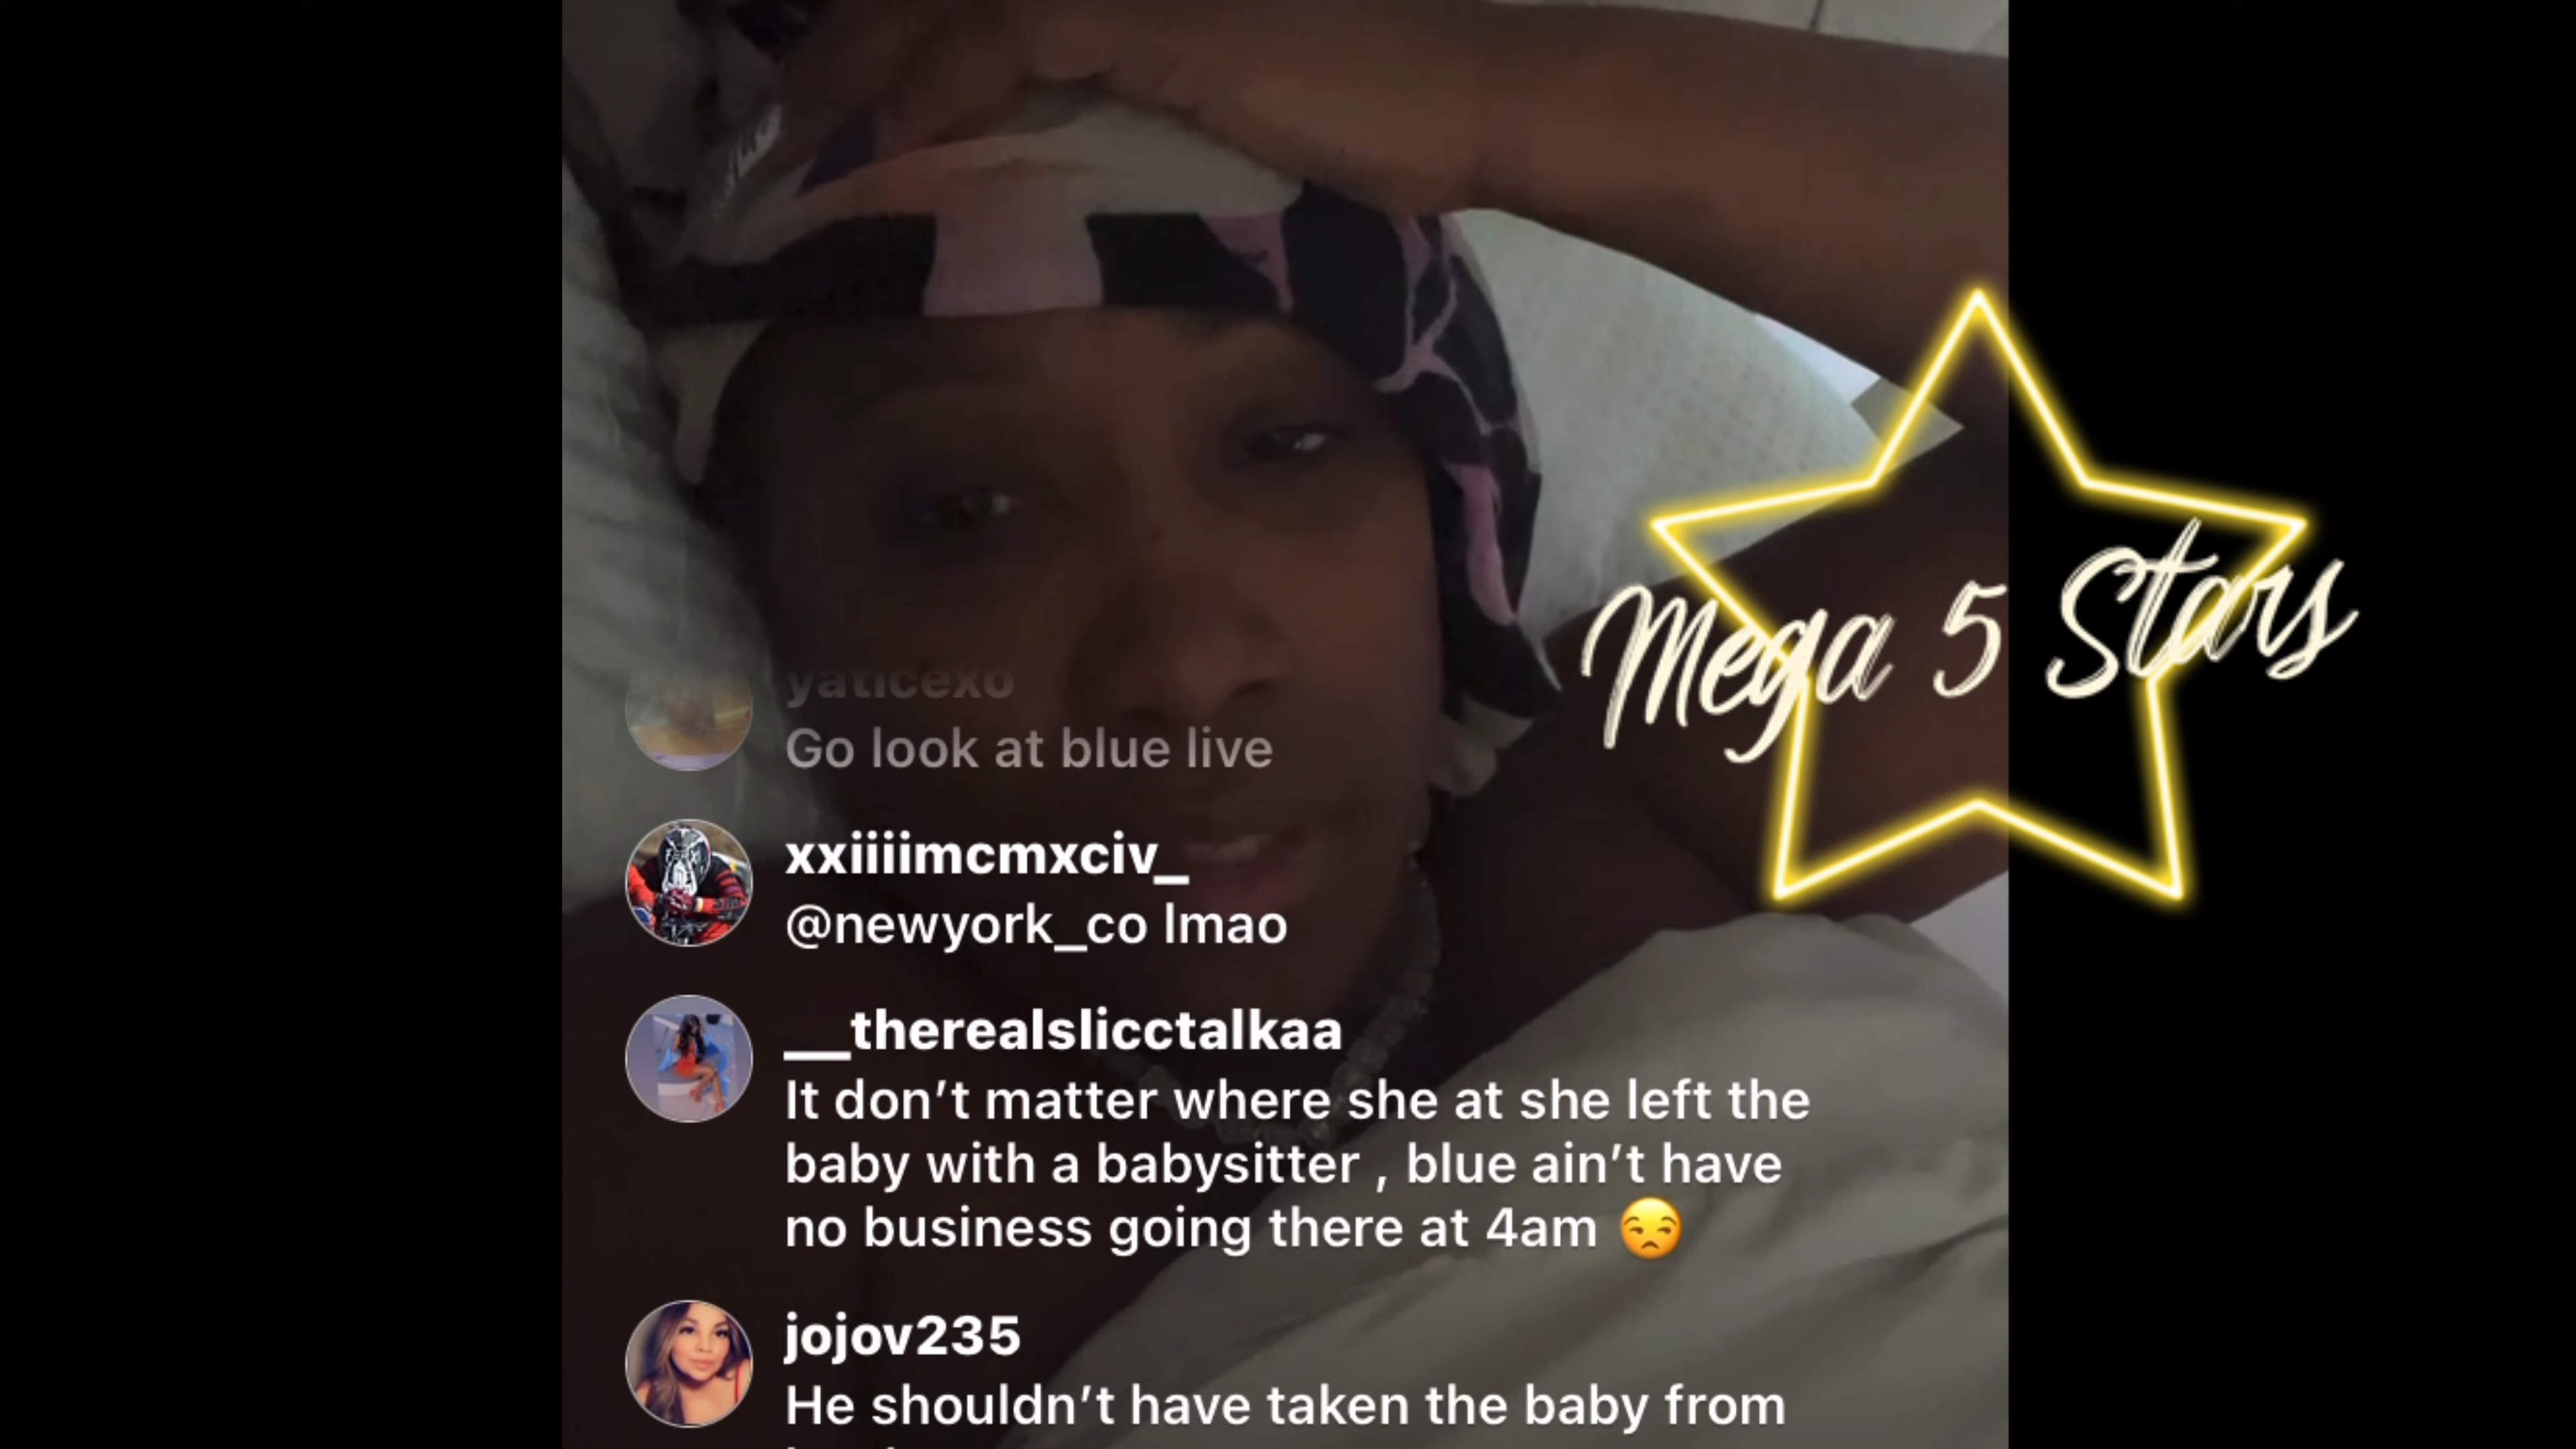 yaticexo
Go look at blue live
xxiiiimcmxciv_
@newyork_co lmao
___therealslicctalkaa
It don’t matter where she at she left the
baby with a babysitter , blue ain’t have
no business going there at 4am 😒
jojov235
He shouldn’t have taken the baby from
Mega 5 Stars